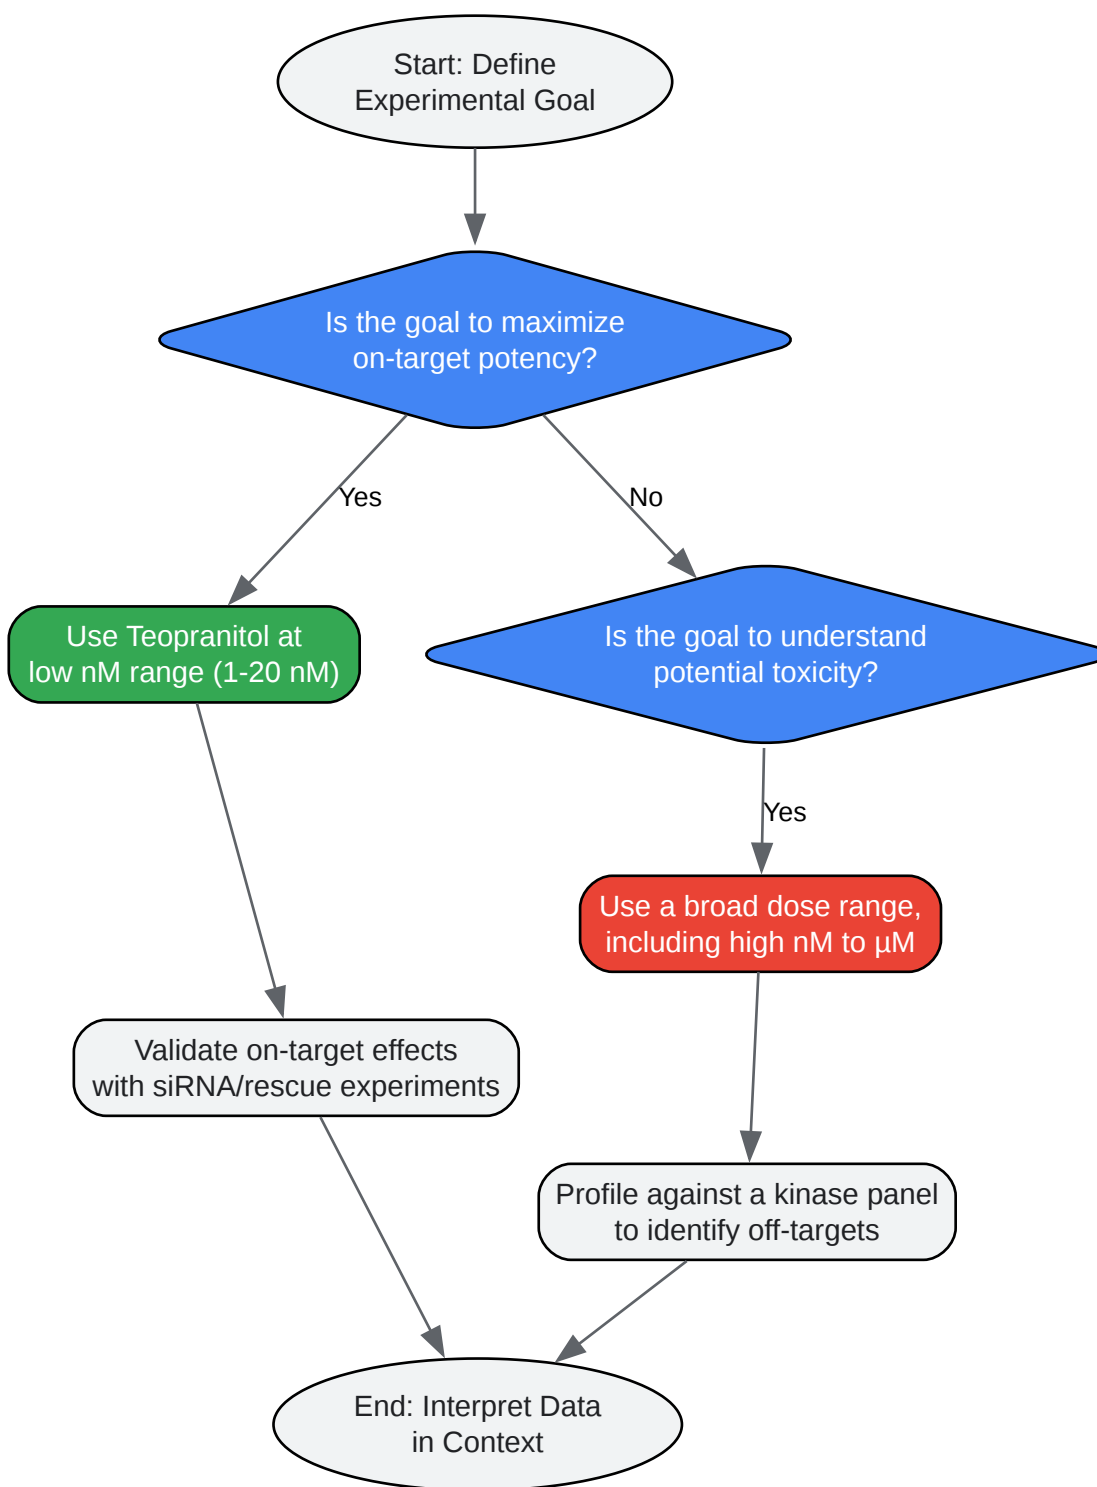 Start: Define
Experimental Goal
Is the goal to maximize
on-target potency?
Yes
No
Use Teopranitol at
low nM range (1-20 nM)
Is the goal to understand
potential toxicity?
Yes
Use a broad dose range,
including high nM to µM
Validate on-target effects
with siRNA/rescue experiments
Profile against a kinase panel
to identify off-targets
End: Interpret Data
in Context